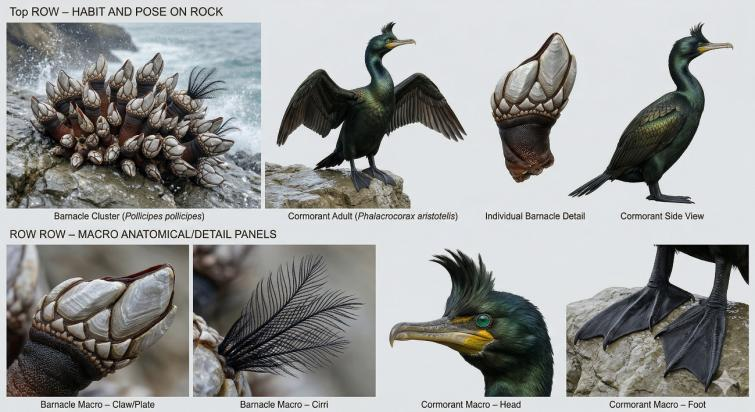 Top ROW – HABIT AND POSE ON ROCK
Barnacle Cluster (Pollicipes pollicipes)
Cormorant Adult (Phalacrocorax aristotelis)
Individual Barnacle Detail
Cormorant Side View
ROW ROW – MACRO ANATOMICAL/DETAIL PANELS
Barnacle Macro – Claw/Plate
Barnacle Macro – Cirri
Cormorant Macro – Head
Cormorant Macro – Foot